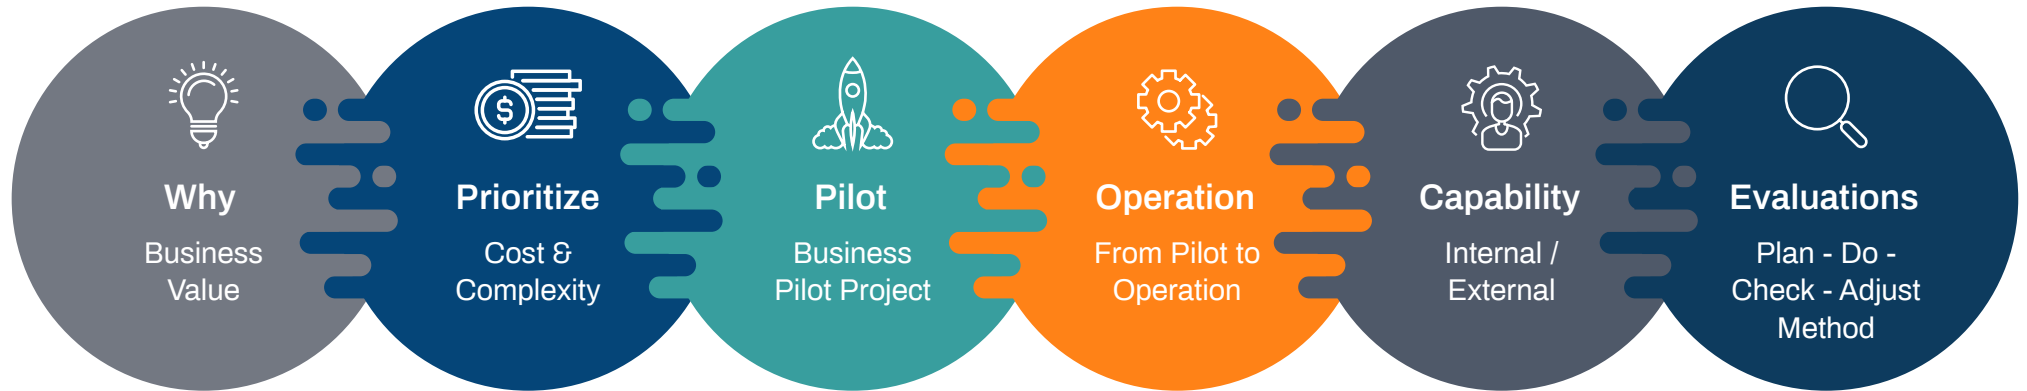 Why
Business
Value
Prioritize
Cost &
Complexity
Pilot
Business
Pilot Project
Operation
From Pilot to
Operation
Capability
Internal /
External
Evaluations
Plan - Do -
Check - Adjust
Method
$